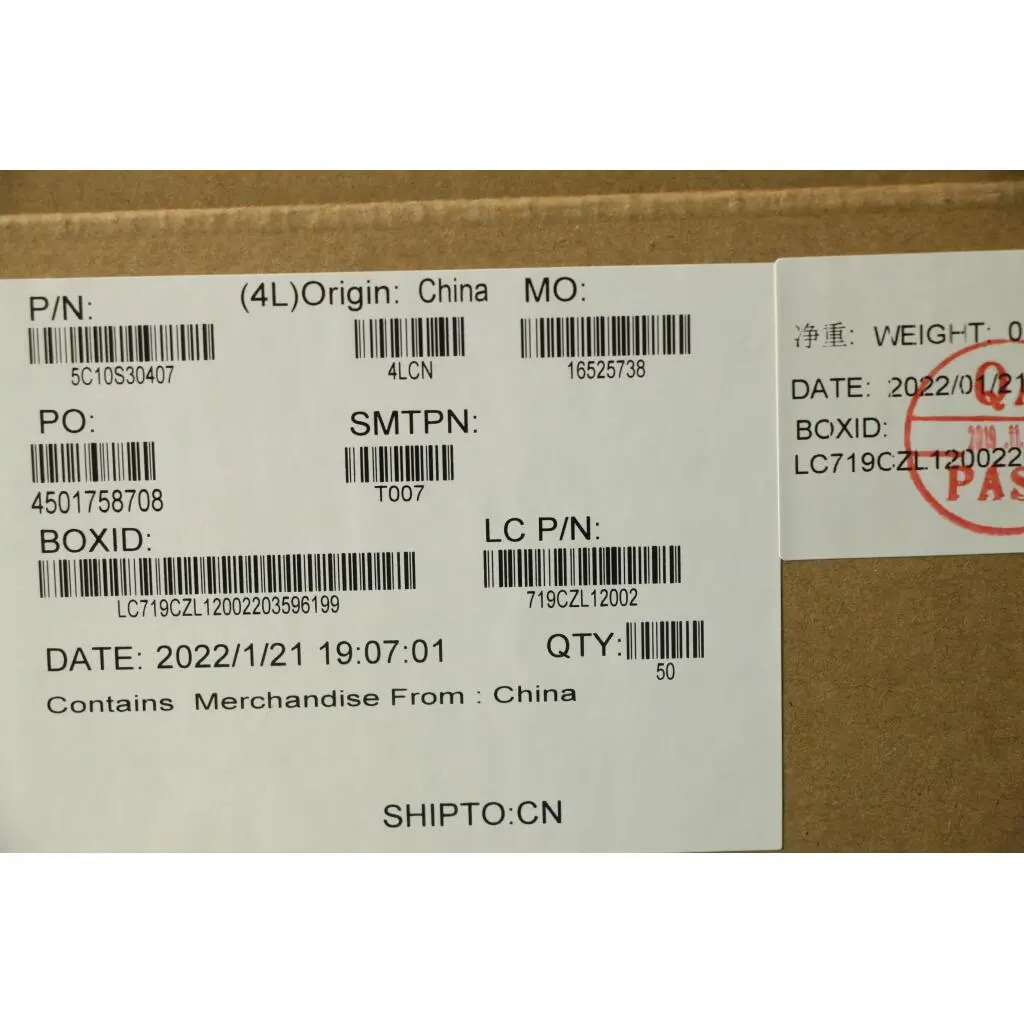 P/N:
5C10S30407
(4L)Origin: China
4LCN
MO:
16525738
PO:
4501758708
SMTPN:
T007
BOXID:
LC719CZL12002203596199
LC P/N:
719CZL12002
DATE: 2022/1/21 19:07:01
QTY:
50
Contains Merchandise From : China
SHIPTO:CN
净重: WEIGHT: 0
DATE: 2022/01/21
BOXID:
LC719CZL120022